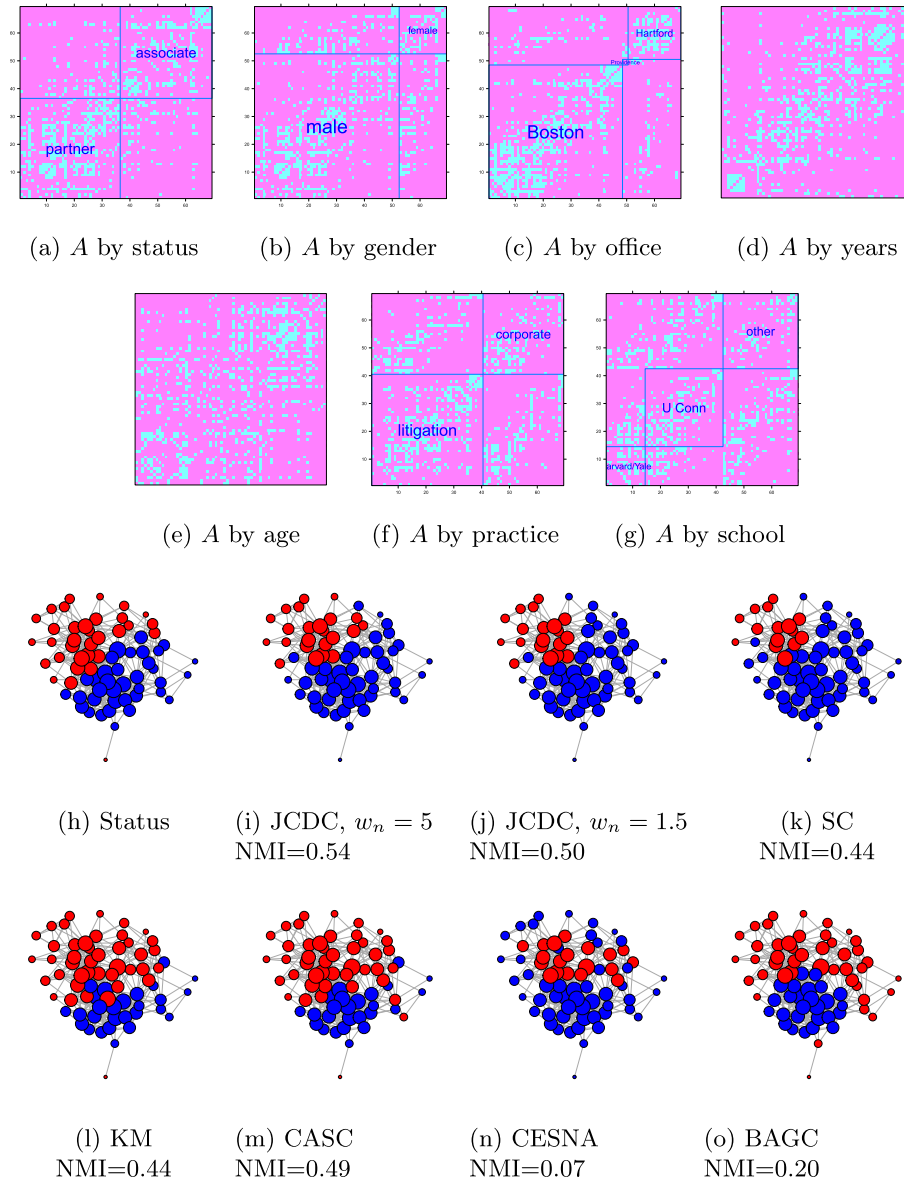 associate
partner
(a) A by status
female
male
(b) A by gender
Hartford
Providence
Boston
(c) A by office
(d) A by years
(e) A by age
corporate
litigation
(f) A by practice
other
U Conn
arvard/Yale
(g) A by school
(h) Status
(i) JCDC, wₙ = 5
NMI=0.54
(j) JCDC, wₙ = 1.5
NMI=0.50
(k) SC
NMI=0.44
(l) KM
NMI=0.44
(m) CASC
NMI=0.49
(n) CESNA
NMI=0.07
(o) BAGC
NMI=0.20